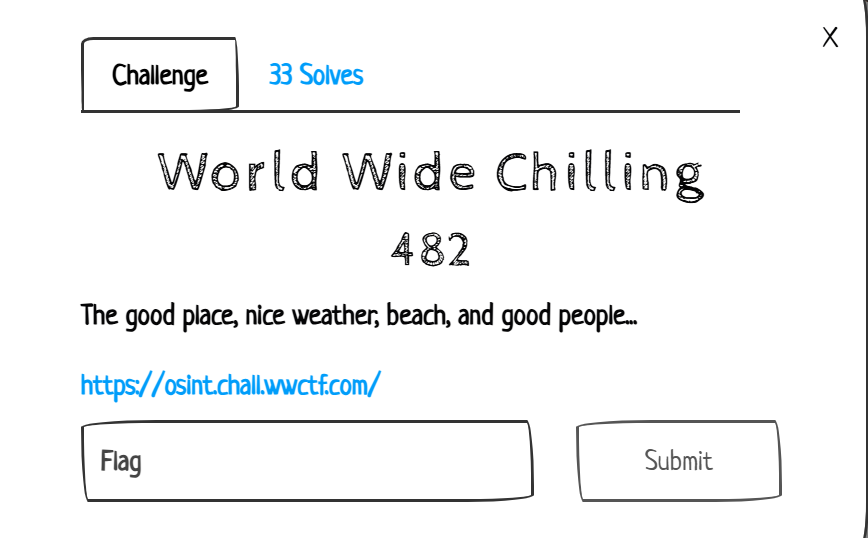 X
Challenge
33 Solves
World Wide Chilling
482
The good place, nice weather, beach, and good people...
https://osint.chall.wwctf.com/
Flag
Submit